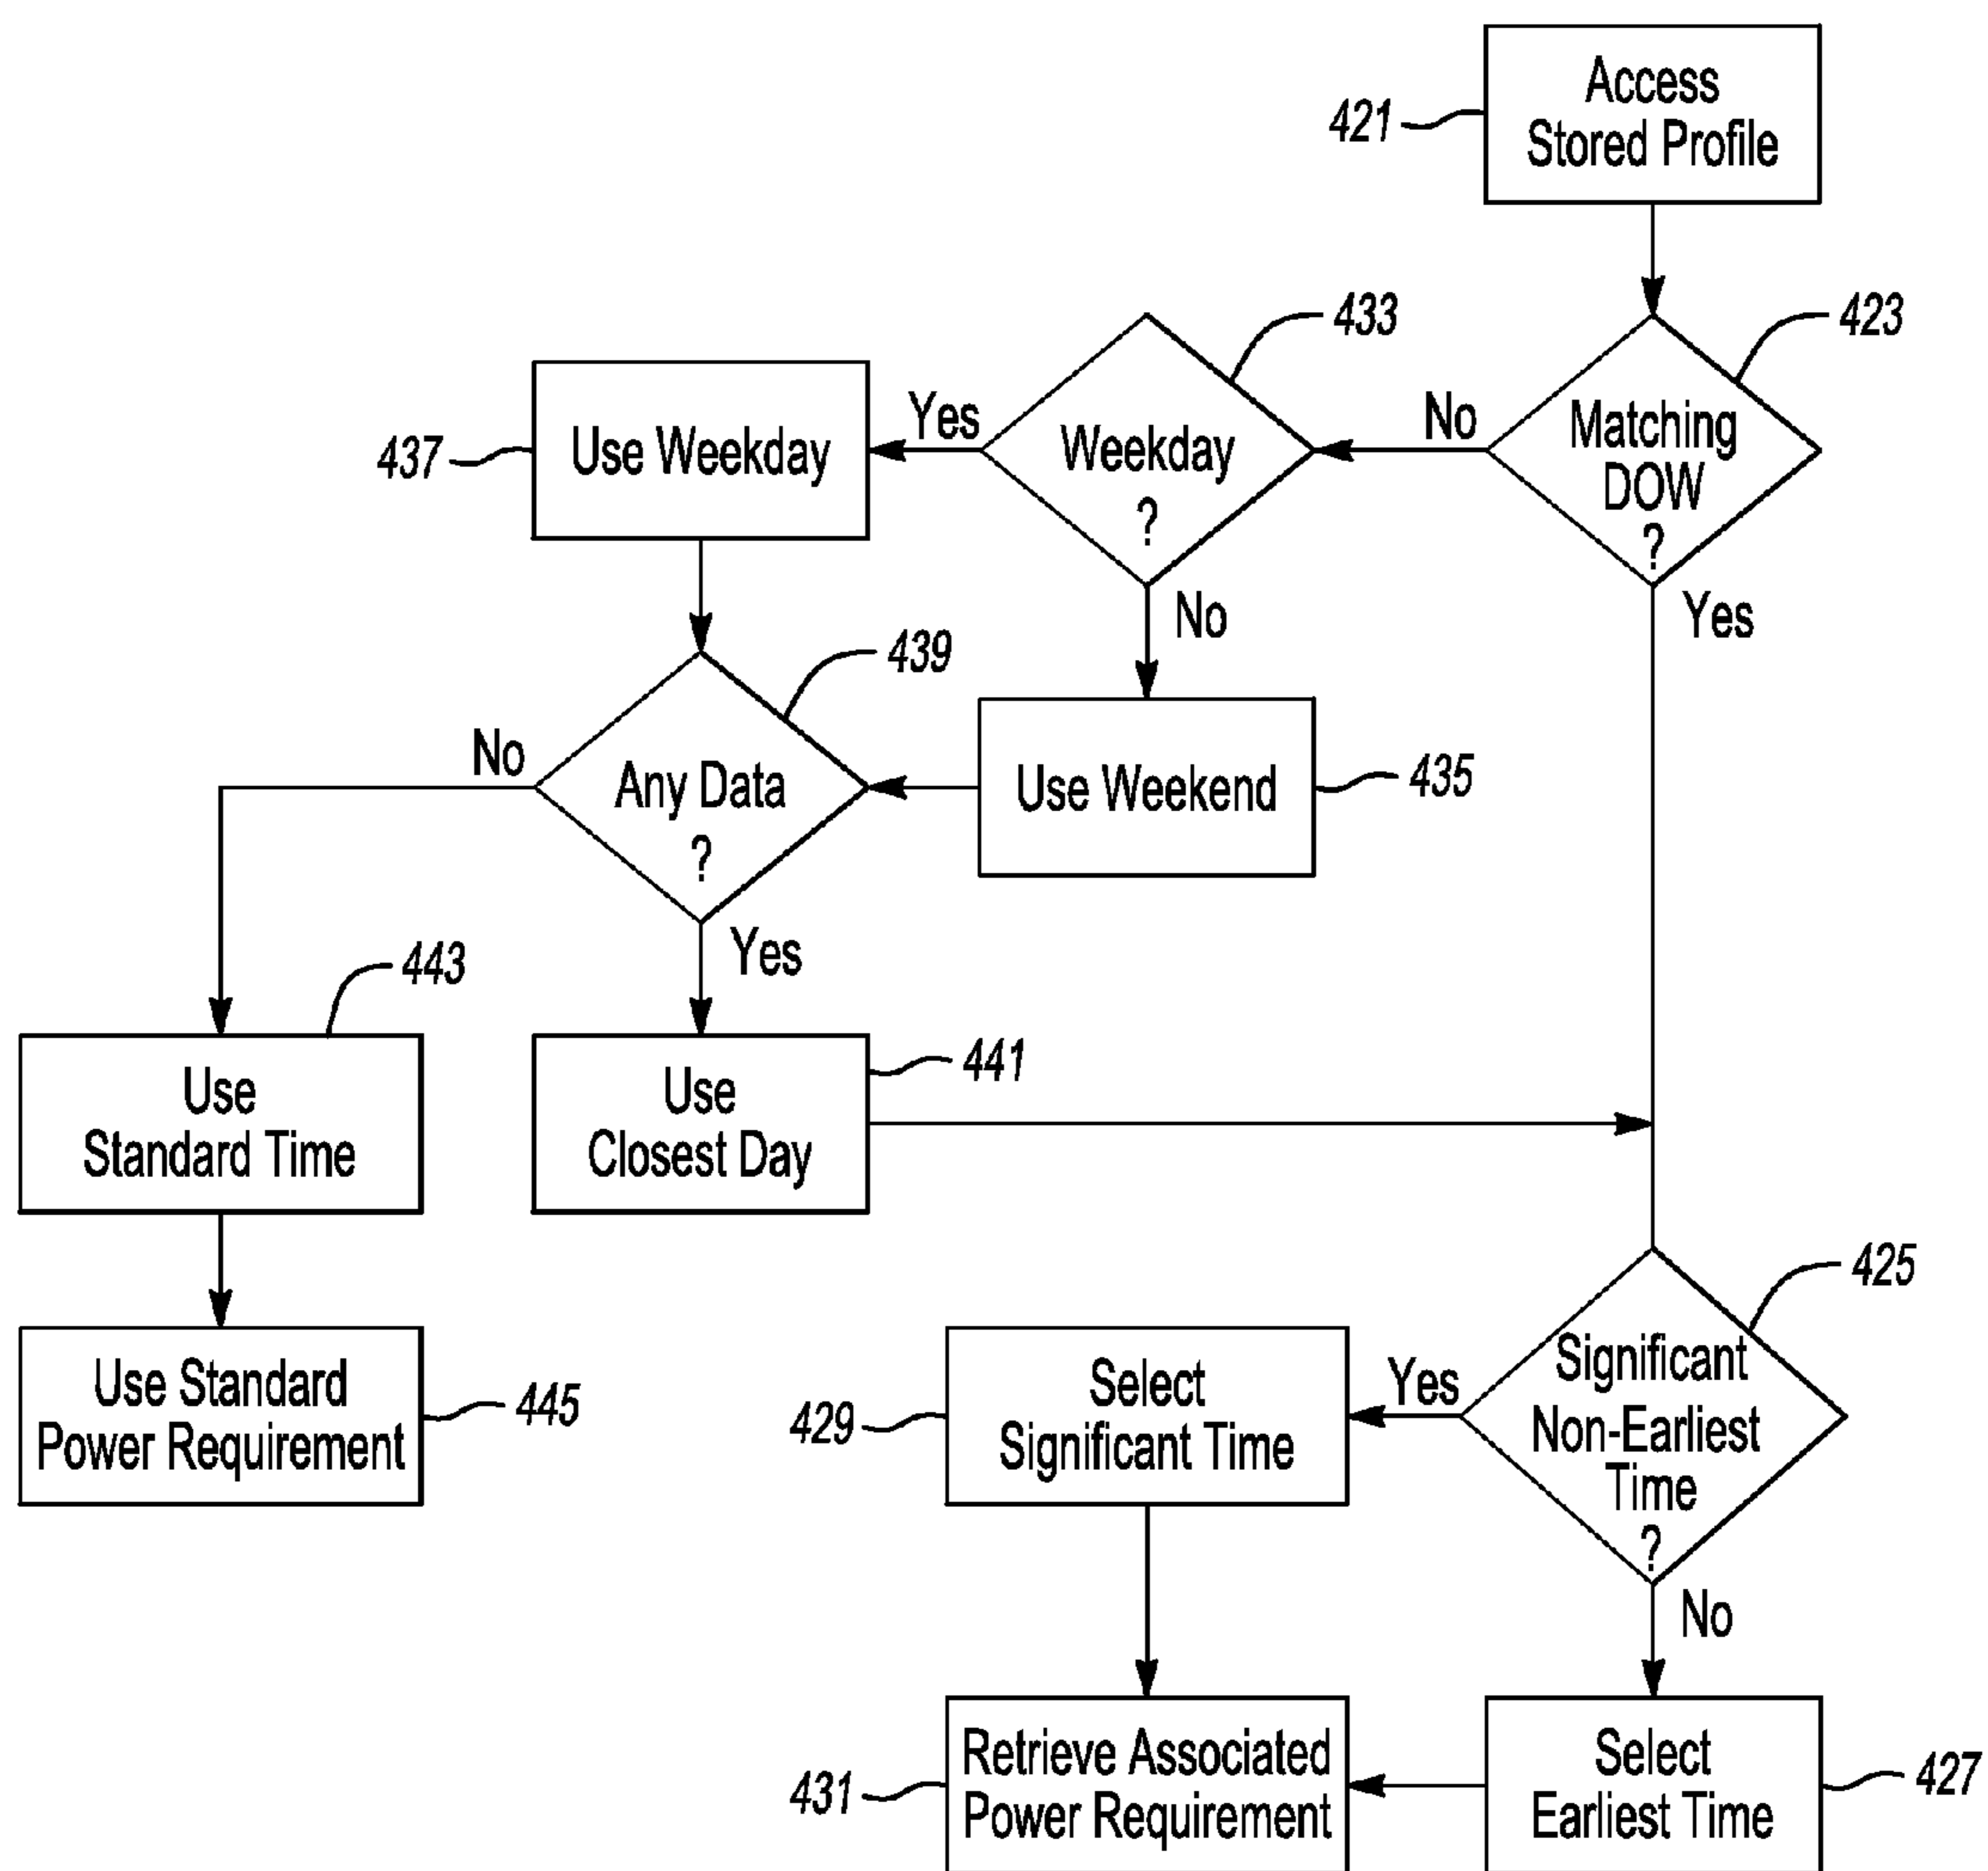 Access
Stored Profile
421
423
Matching
DOW
?
No
Yes
433
Weekday
?
Yes
No
Use Weekday
437
439
Any Data
?
No
Yes
Use Weekend
435
443
Use
Standard Time
441
Use
Closest Day
Use Standard
Power Requirement
445
425
Significant
Non-Earliest
Time
?
Yes
No
Select
Significant Time
429
Retrieve Associated
Power Requirement
431
Select
Earliest Time
427